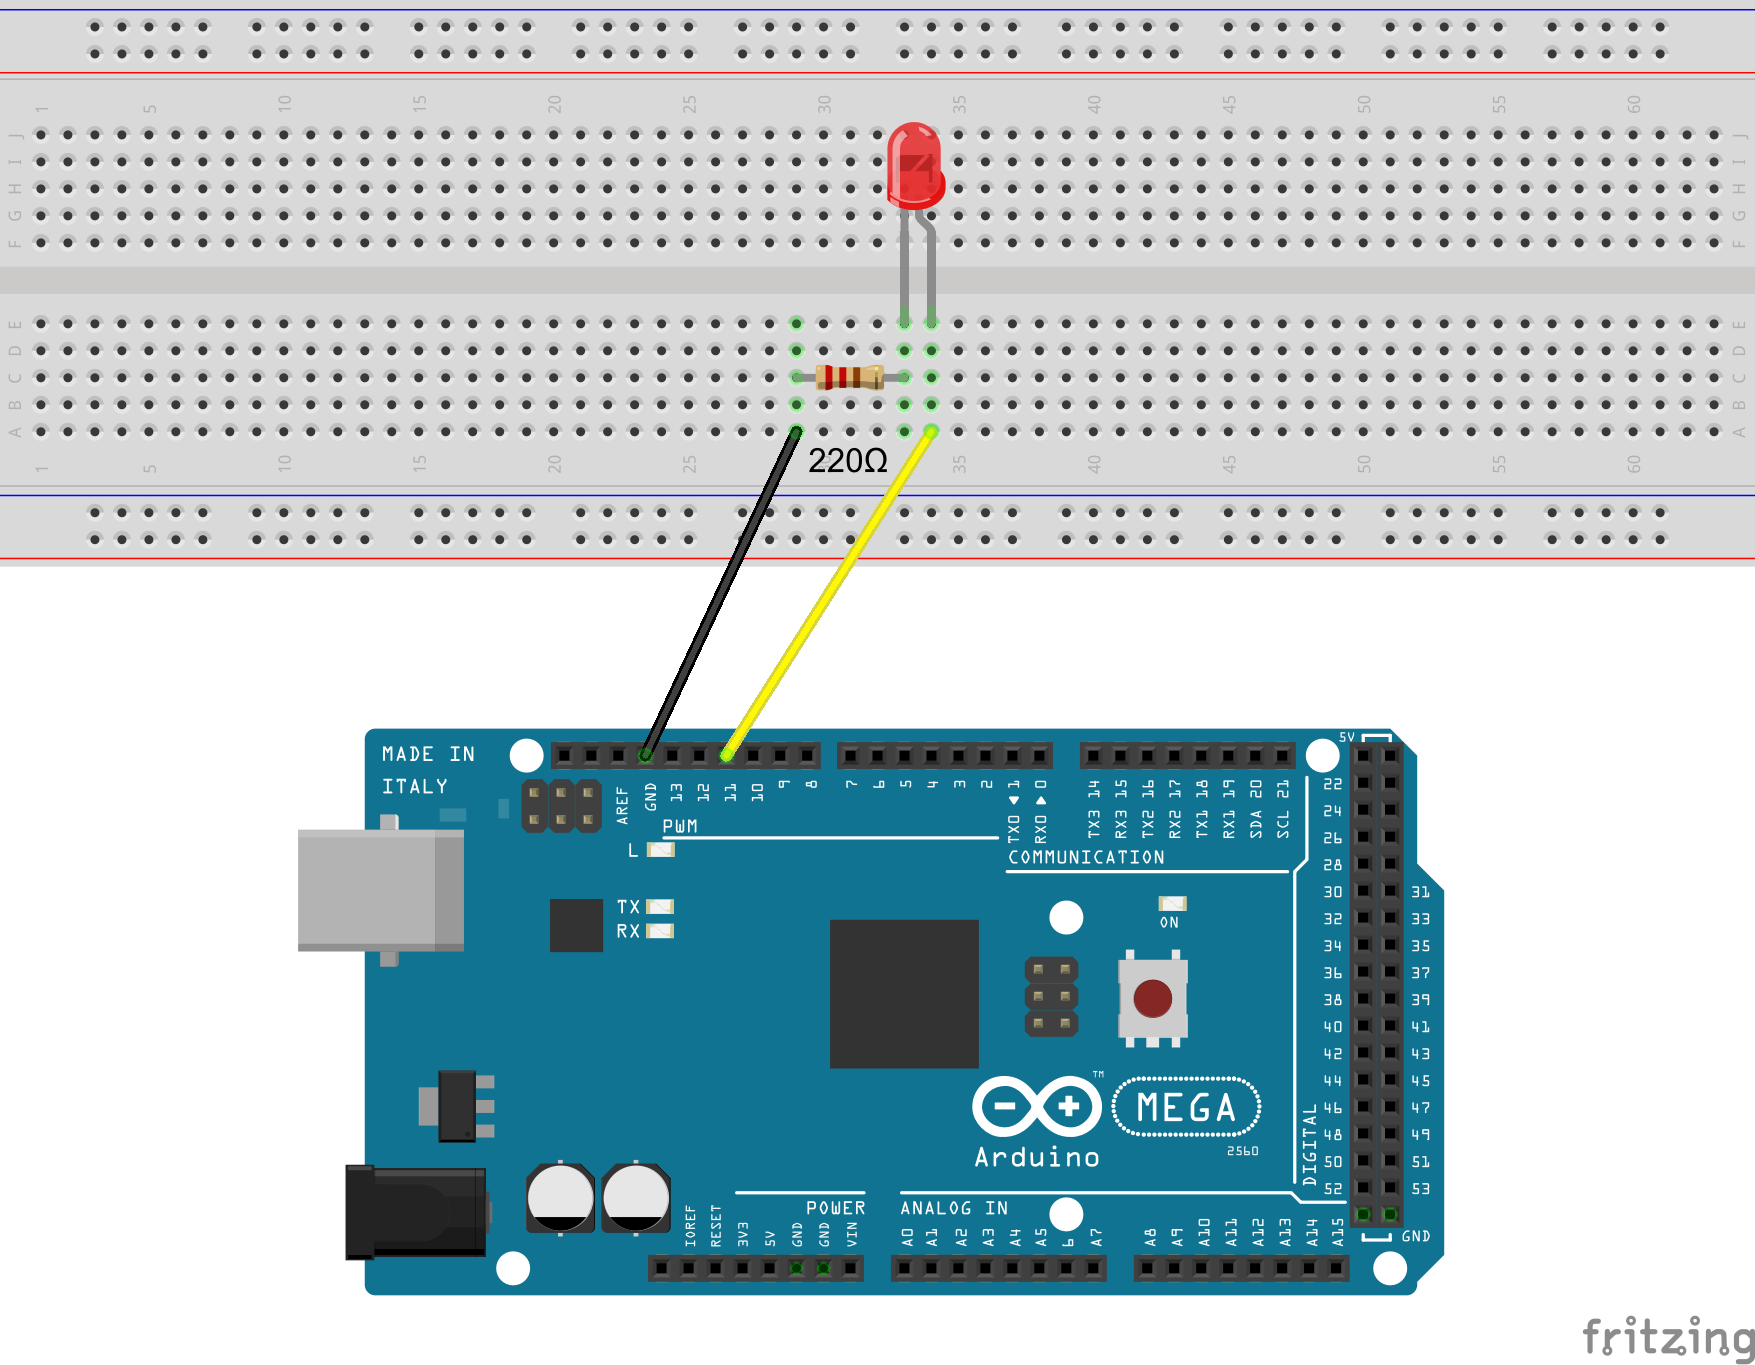 1 5 10 15 20 25 30 35 40 45 50 55 60
J J
I I
H H
G G
F F
E E
D D
C C
B B
A A
220Ω
1 5 10 15 20 25 30 35 40 45 50 55 60
MADE IN
ITALY
AREF GND 13 12 11 10 9 8 7 6 5 4 3 2 TX0 1 RX0 0 TX3 14 RX3 15 TX2 16 RX2 17 TX1 18 RX1 19 SDA 20 SCL 21
PWM
COMMUNICATION
L
TX
RX
ON
5V
22
24
26
28
30 31
32 33
34 35
36 37
38 39
40 41
42 43
44 45
46 47
48 49
50 51
52 53
GND
DIGITAL
TM
MEGA
2560
Arduino
POWER
ANALOG IN
IOREF RESET 3V3 5V GND GND VIN A0 A1 A2 A3 A4 A5 6 A7 A8 A9 A10 A11 A12 A13 A14 A15
fritzing